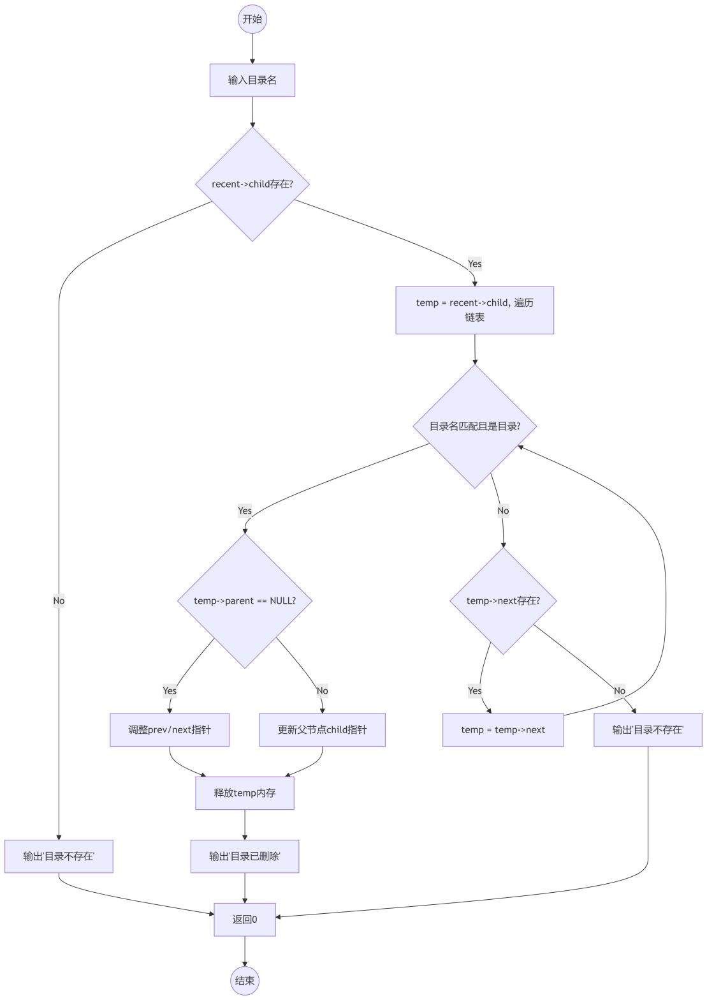 开始
输入目录名
recent->child存在?
Yes
temp = recent->child, 遍历
链表
目录名匹配且是目录?
Yes
No
temp->parent == NULL?
temp->next存在?
No
Yes
No
Yes
No
调整prev/next指针
更新父节点child指针
temp = temp->next
输出'目录不存在'
释放temp内存
输出'目录不存在'
输出'目录已删除'
返回0
结束